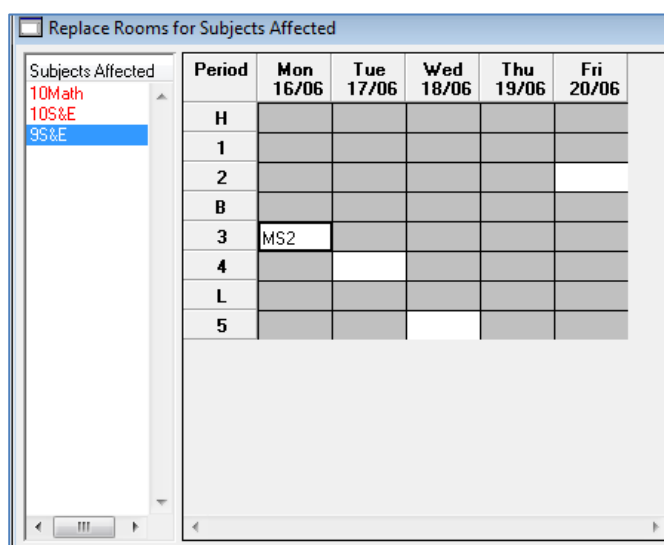 Replace Rooms for Subjects Affected
Subjects Affected
10Math
10S&E
9S&E
Period Mon 16/06 Tue 17/06 Wed 18/06 Thu 19/06 Fri 20/06
H
1
2
B
3 MS2
4
L
5